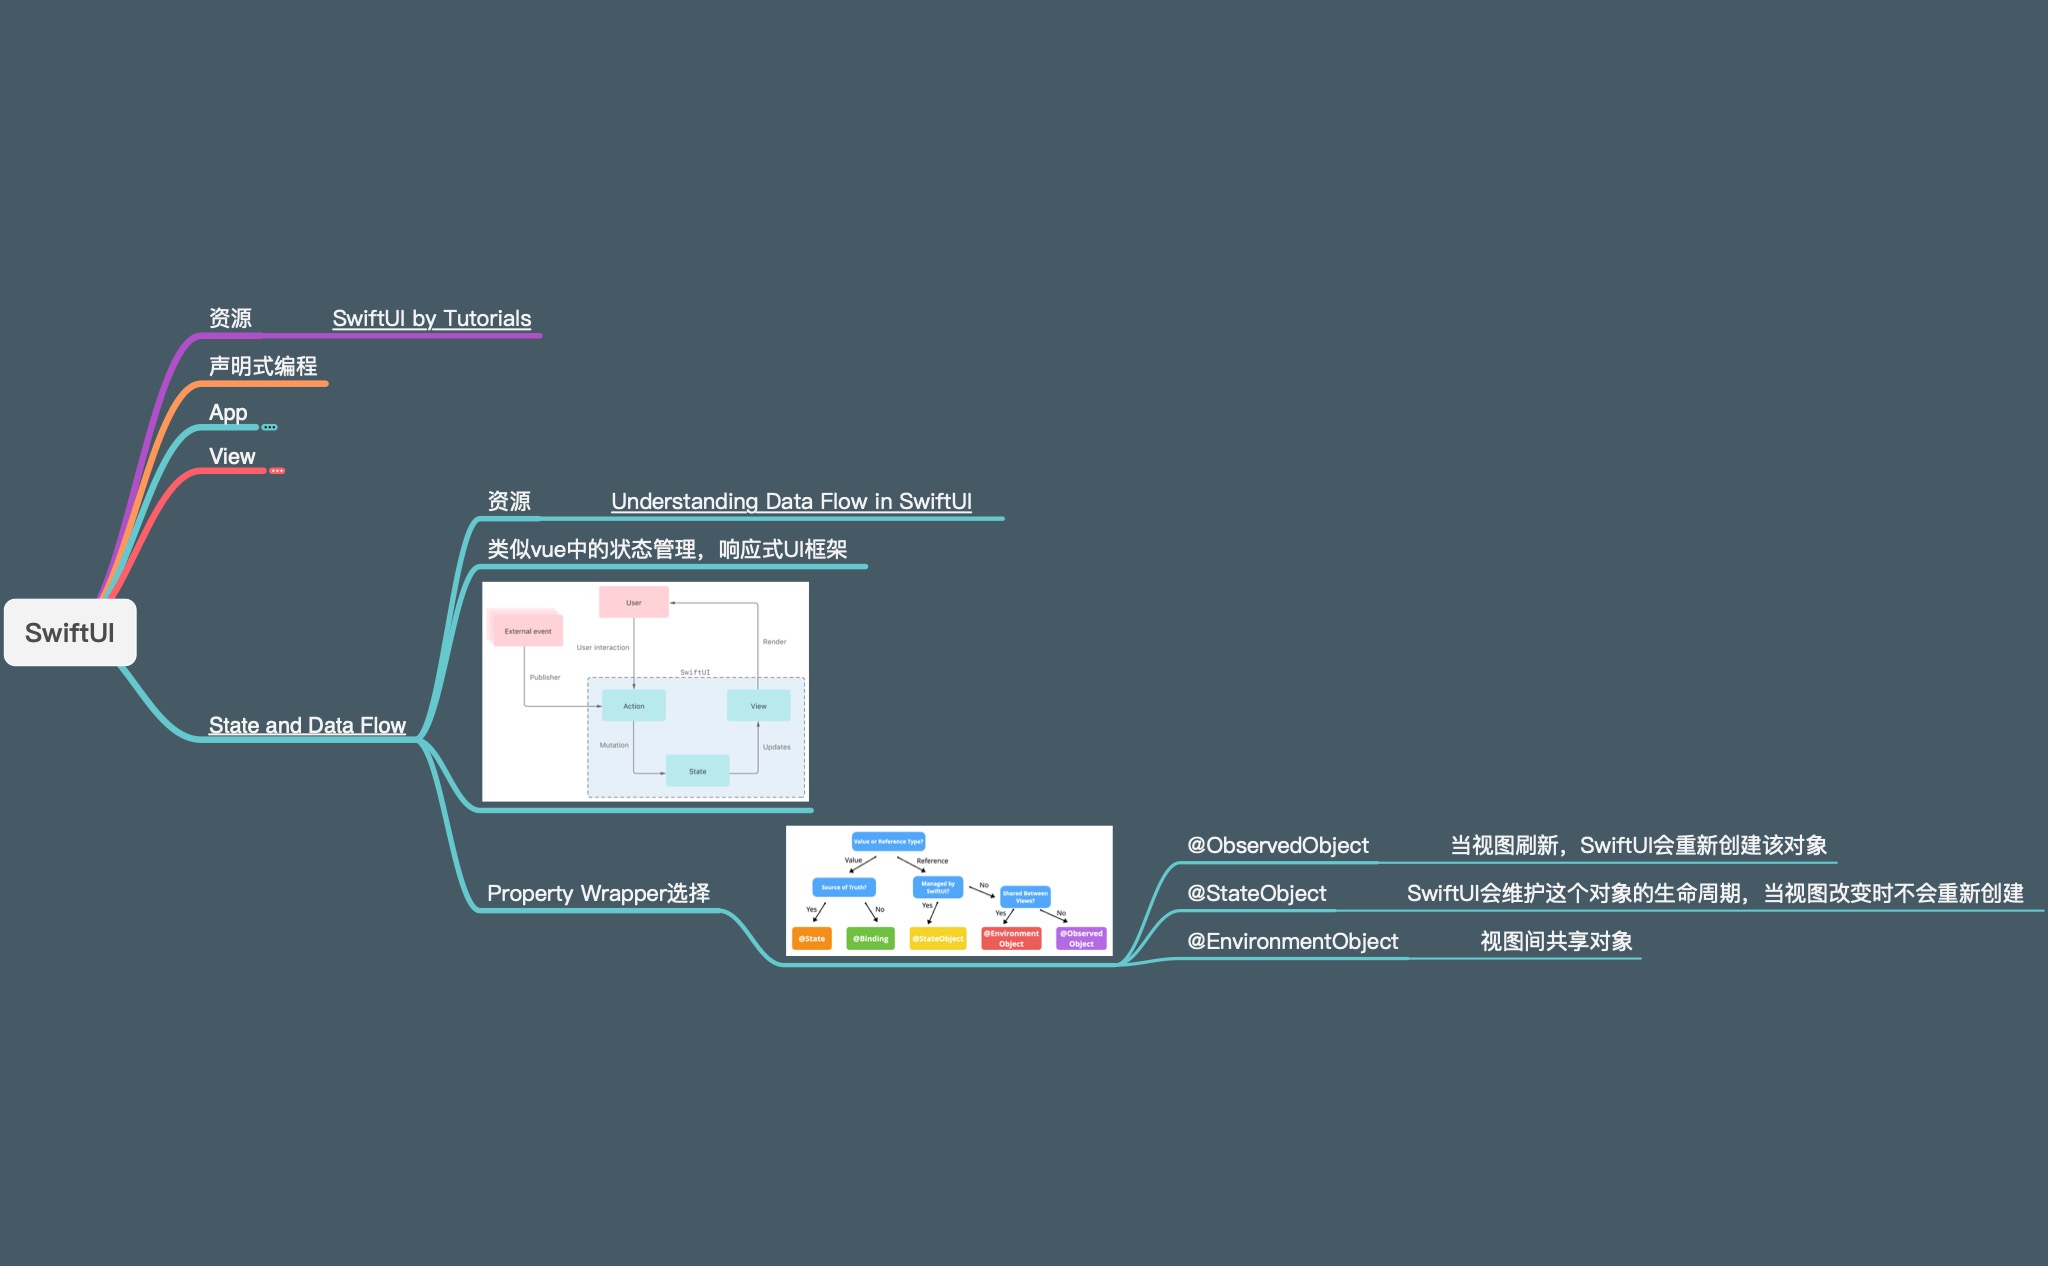 资源
SwiftUI by Tutorials
声明式编程
App
View
SwiftUI
State and Data Flow
资源
Understanding Data Flow in SwiftUI
类似vue中的状态管理，响应式UI框架
User
External event
User interaction
Render
Publisher
SwiftUI
Action
View
Mutation
Updates
State
Property Wrapper选择
Value or Reference Type?
Value
Reference
Source of Truth?
Managed by
SwiftUI?
No
Shared Between
Views?
Yes
No
Yes
Yes
No
@State
@Binding
@StateObject
@Environment
Object
@Observed
Object
@ObservedObject
当视图刷新，SwiftUI会重新创建该对象
@StateObject
SwiftUI会维护这个对象的生命周期，当视图改变时不会重新创建
@EnvironmentObject
视图间共享对象